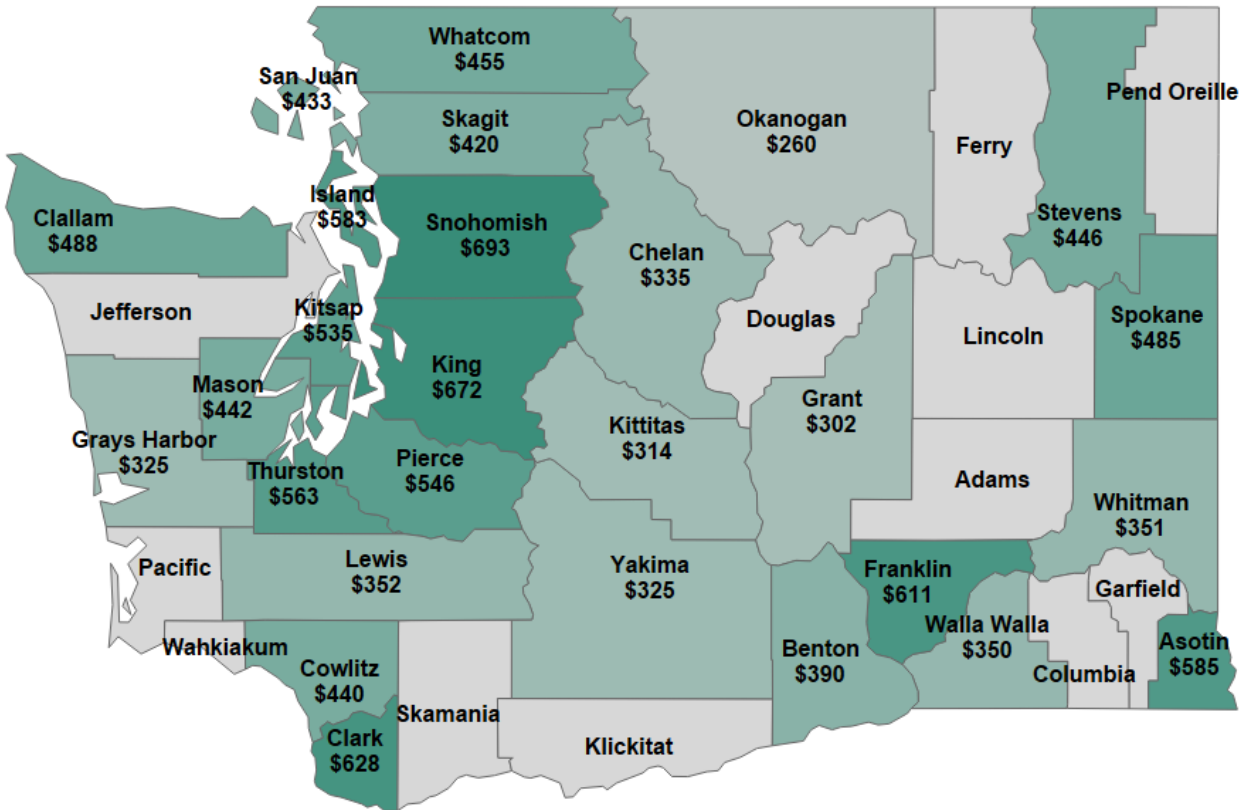 Whatcom
$455
San Juan
$433
Skagit
$420
Okanogan
$260
Ferry
Pend Oreille
Stevens
$446
Island
$583
Clallam
$488
Snohomish
$693
Chelan
$335
Jefferson
Kitsap
$535
Douglas
Lincoln
Spokane
$485
King
$672
Mason
$442
Grant
$302
Grays Harbor
$325
Kittitas
$314
Thurston
$563
Pierce
$546
Adams
Whitman
$351
Pacific
Lewis
$352
Yakima
$325
Franklin
$611
Garfield
Walla Walla
$350
Wahkiakum
Asotin
$585
Cowlitz
$440
Benton
$390
Columbia
Skamania
Clark
$628
Klickitat